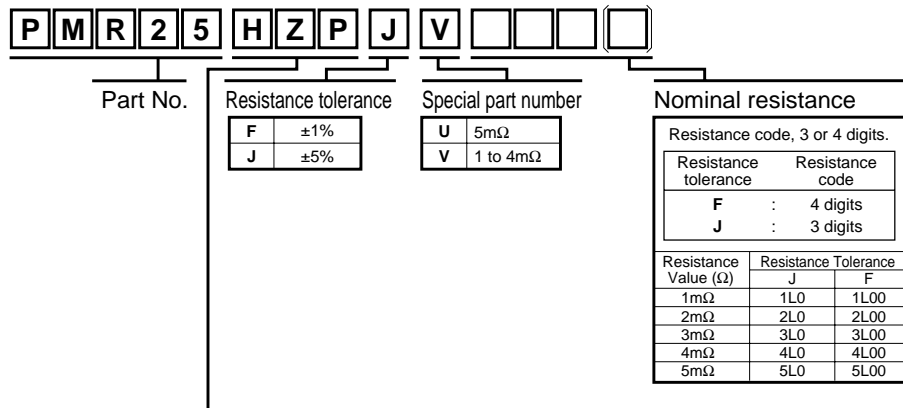 PMR25 HZP J V
Part No.
Resistance tolerance
F ±1%
J ±5%
Special part number
U 5mΩ
V 1 to 4mΩ
Nominal resistance
Resistance code, 3 or 4 digits.
Resistance tolerance Resistance code
F : 4 digits
J : 3 digits
Resistance Value (Ω) Resistance Tolerance
J F
1mΩ 1L0 1L00
2mΩ 2L0 2L00
3mΩ 3L0 3L00
4mΩ 4L0 4L00
5mΩ 5L0 5L00